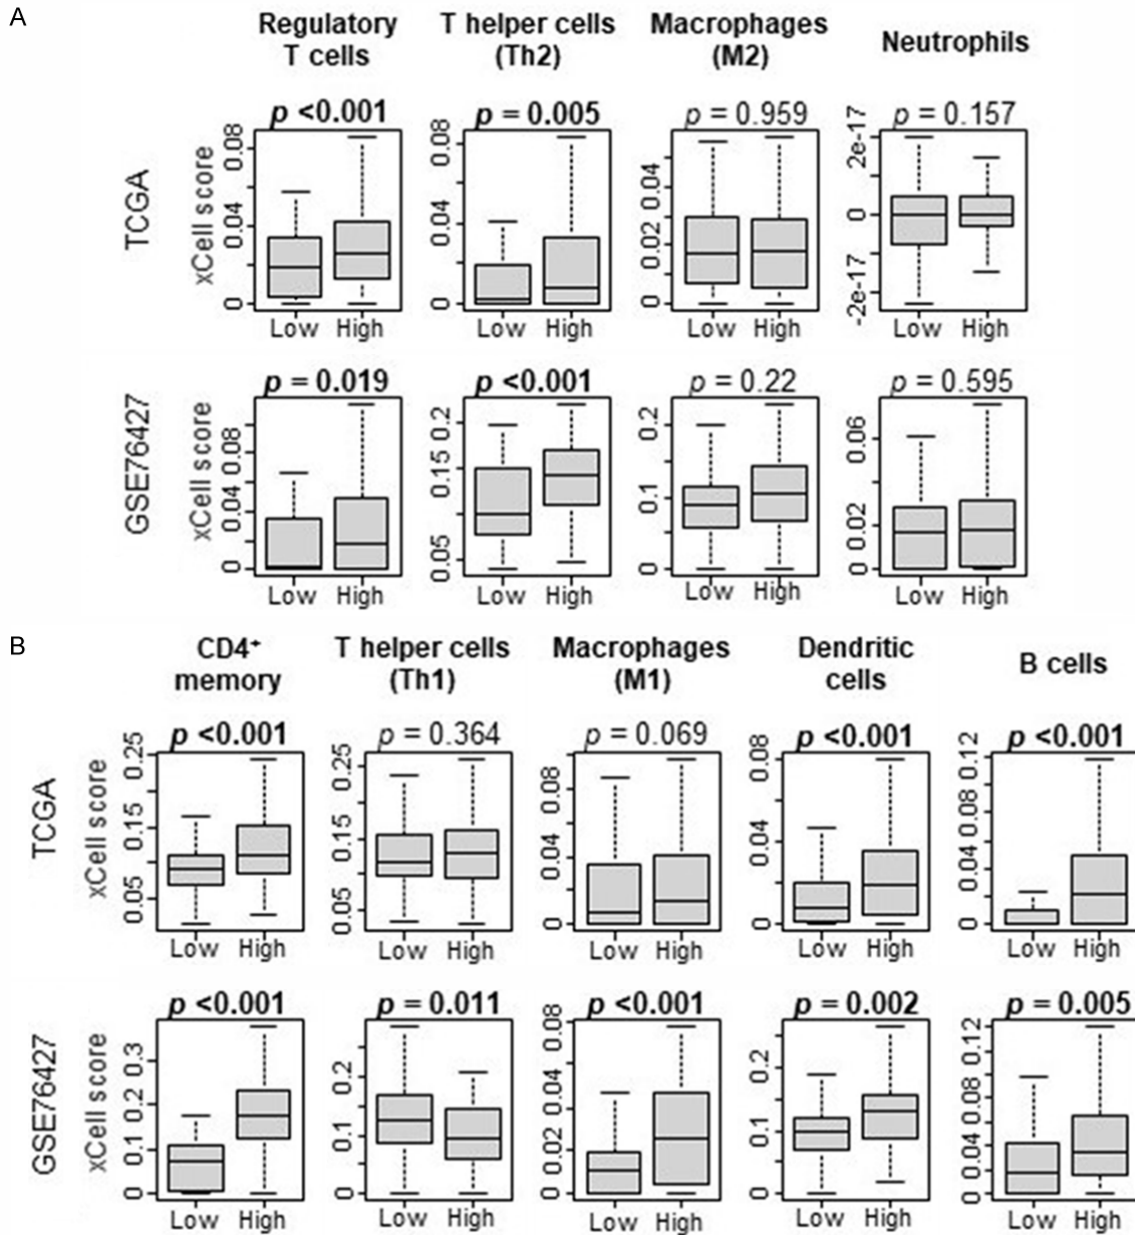 A
Regulatory T cells
T helper cells (Th2)
Macrophages (M2)
Neutrophils
TCGA
xCell score
p <0.001
p = 0.005
p = 0.959
p = 0.157
0.08
0.04
0
0.08
0.04
0
0.04
0.02
0
2e-17
0
-2e-17
Low High
Low High
Low High
Low High
GSE76427
xCell score
p = 0.019
p <0.001
p = 0.22
p = 0.595
0.08
0.04
0
0.2
0.15
0.05
0.2
0.1
0
0.06
0.02
0
Low High
Low High
Low High
Low High
B
CD4+ memory
T helper cells (Th1)
Macrophages (M1)
Dendritic cells
B cells
TCGA
xCell score
p <0.001
p = 0.364
p = 0.069
p <0.001
p <0.001
0.25
0.15
0.05
0.25
0.15
0.05
0.08
0.04
0
0.08
0.04
0
0.12
0.08
0.04
0
Low High
Low High
Low High
Low High
Low High
GSE76427
xCell score
p <0.001
p = 0.011
p <0.001
p = 0.002
p = 0.005
0.3
0.2
0.1
0
0.2
0.1
0
0.08
0.04
0.02
0
0.2
0.1
0
0.12
0.08
0.04
0
Low High
Low High
Low High
Low High
Low High